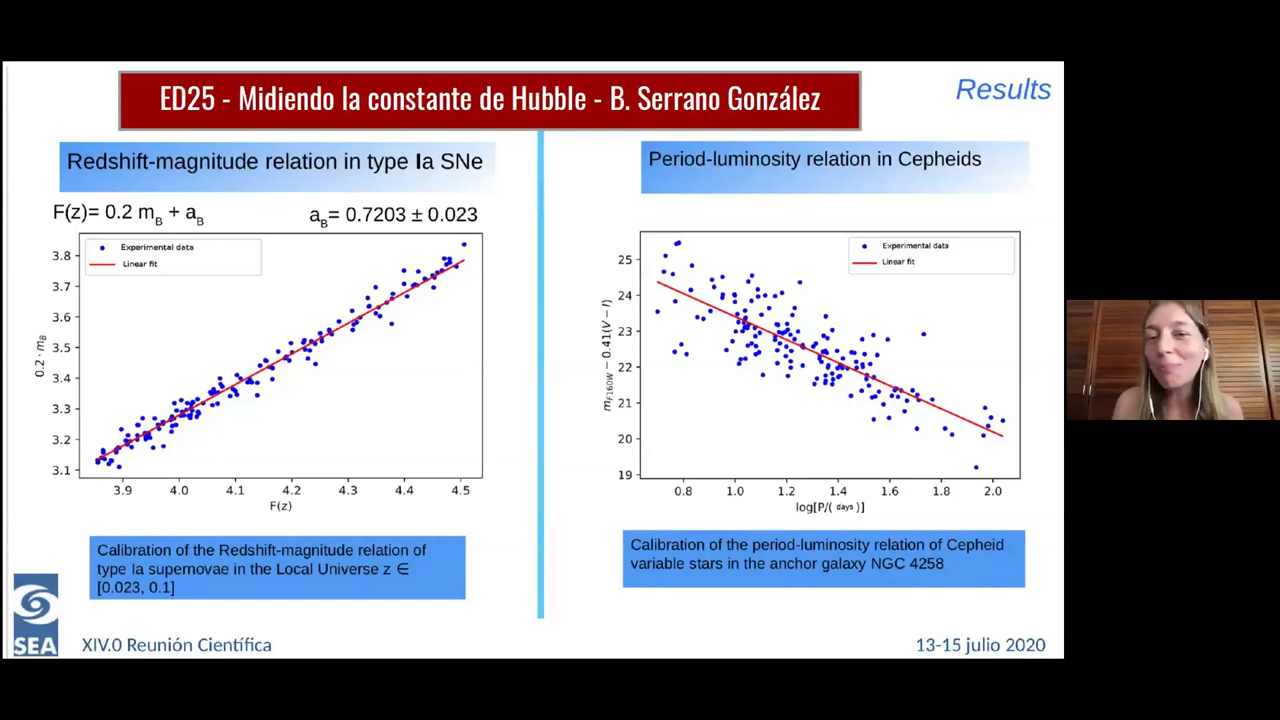 ED25 - Midiendo la constante de Hubble - B. Serrano González
Results
Redshift-magnitude relation in type Ia SNe
F(z)= 0.2 mB + aB
aB= 0.7203 ± 0.023
Experimental data
Linear fit
3.8
3.7
3.6
3.5
3.4
3.3
3.2
3.1
0.2 · mB
3.9 4.0 4.1 4.2 4.3 4.4 4.5
F(z)
Calibration of the Redshift-magnitude relation of
type Ia supernovae in the Local Universe z ∈
[0.023, 0.1]
Period-luminosity relation in Cepheids
Experimental data
Linear fit
25
24
23
22
21
20
19
mF160W − 0.41(V − I)
0.8 1.0 1.2 1.4 1.6 1.8 2.0
log[P/( days )]
Calibration of the period-luminosity relation of Cepheid
variable stars in the anchor galaxy NGC 4258
SEA
XIV.0 Reunión Científica
13-15 julio 2020